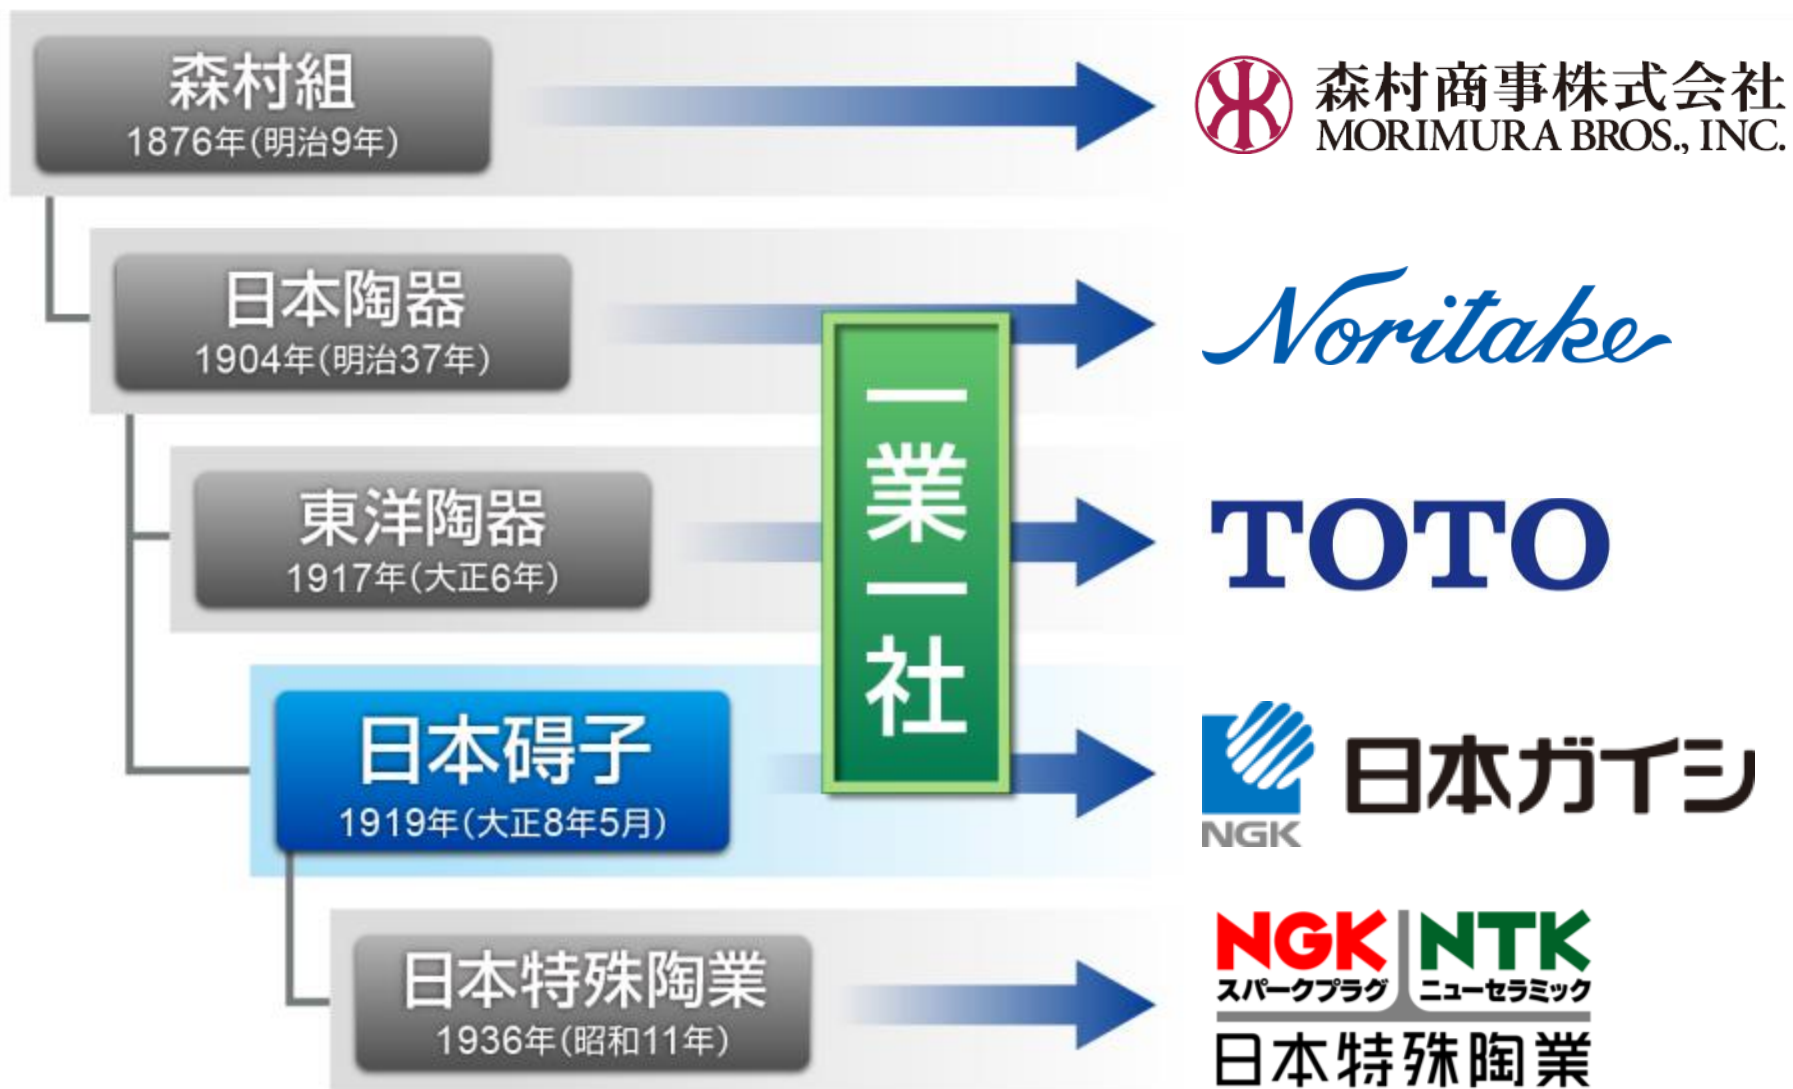 森村組
1876年(明治9年)
森村商事株式会社
MORIMURA BROS., INC.
日本陶器
1904年(明治37年)
Noritake
一業一社
東洋陶器
1917年(大正6年)
TOTO
日本碍子
1919年(大正8年5月)
NGK
日本ガイシ
日本特殊陶業
1936年(昭和11年)
NGK NTK
スパークプラグ ニューセラミック
日本特殊陶業